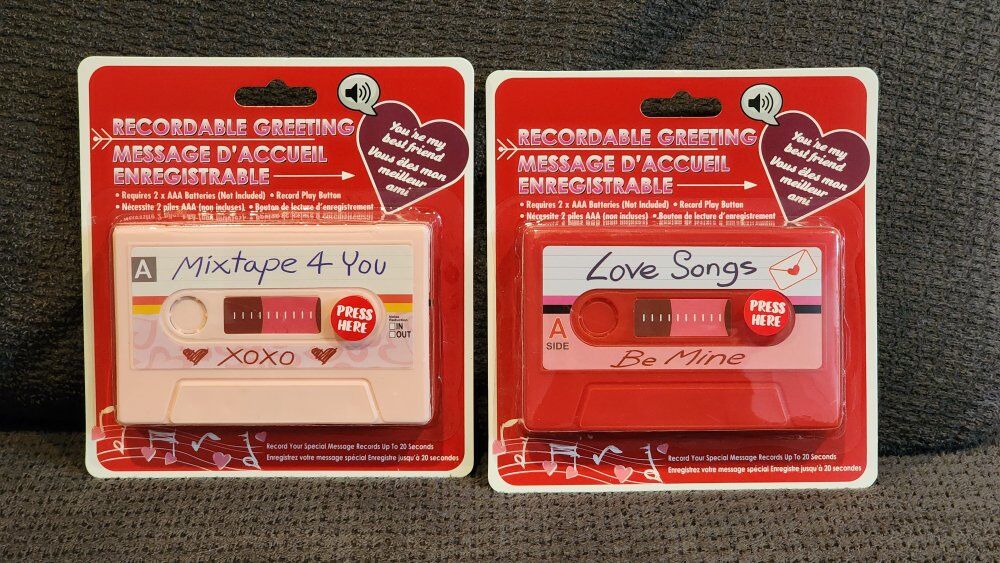 RECORDABLE GREETING
MESSAGE D'ACCUEIL
ENREGISTRABLE
• Requires 2 x AAA Batteries (Not Included) • Record Play Button
• Nécessite 2 piles AAA (non incluses) • Bouton de lecture d'enregistrement
You're my
best friend
Vous êtes mon
meilleur
ami
A
Mixtape 4 You
PRESS
HERE
Noise
Reduction
IN
OUT
XOXO
Record Your Special Message Records Up To 20 Seconds
Enregistrez votre message spécial Enregistre jusqu'à 20 secondes
RECORDABLE GREETING
MESSAGE D'ACCUEIL
ENREGISTRABLE
• Requires 2 x AAA Batteries (Not Included) • Record Play Button
• Nécessite 2 piles AAA (non incluses) • Bouton de lecture d'enregistrement
You're my
best friend
Vous êtes mon
meilleur
ami
Love Songs
PRESS
HERE
A
SIDE
Be Mine
Record Your Special Message Records Up To 20 Seconds
Enregistrez votre message spécial Enregistre jusqu'à 20 secondes